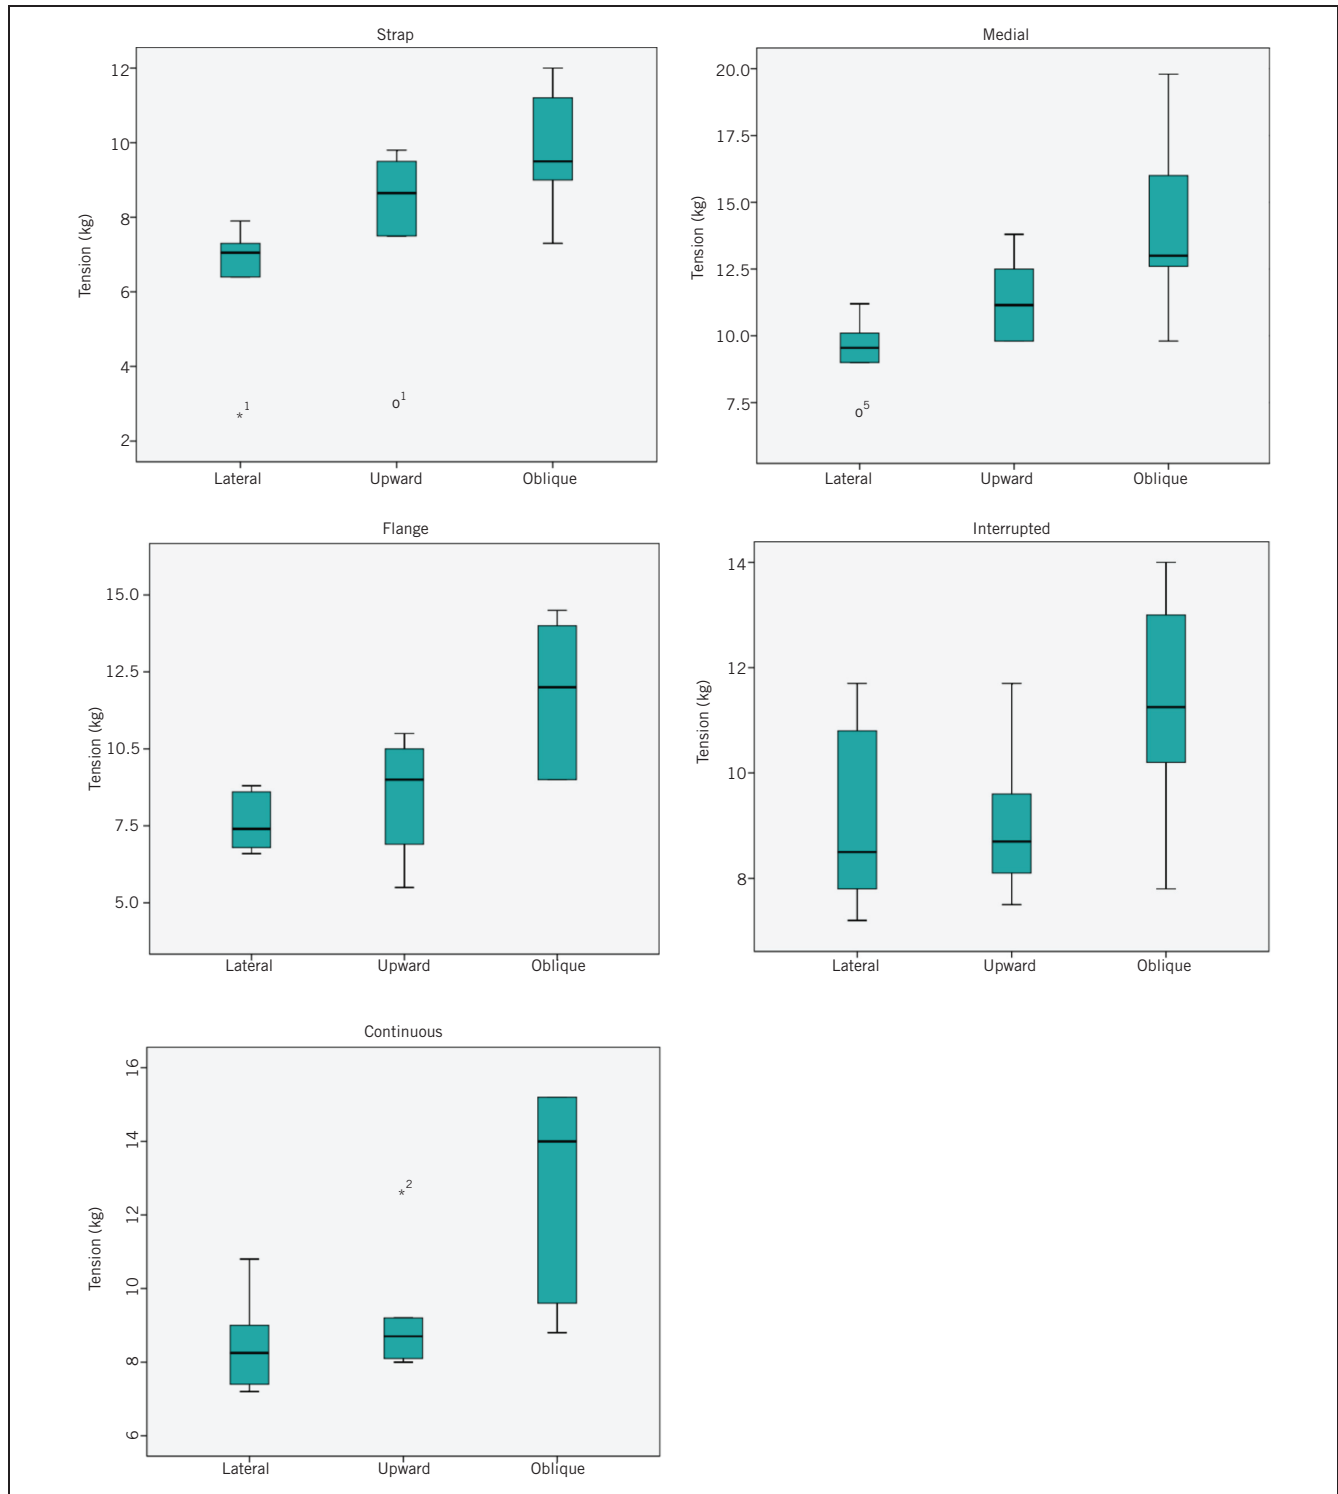 Strap
12
10
8
6
4
2
Tension (kg)
*1
o1
Lateral Upward Oblique
Medial
20.0
17.5
15.0
12.5
10.0
7.5
Tension (kg)
o5
Lateral Upward Oblique
Flange
15.0
12.5
10.5
7.5
5.0
Tension (kg)
Lateral Upward Oblique
Interrupted
14
12
10
8
Tension (kg)
Lateral Upward Oblique
Continuous
16
14
12
10
8
6
Tension (kg)
*2
Lateral Upward Oblique